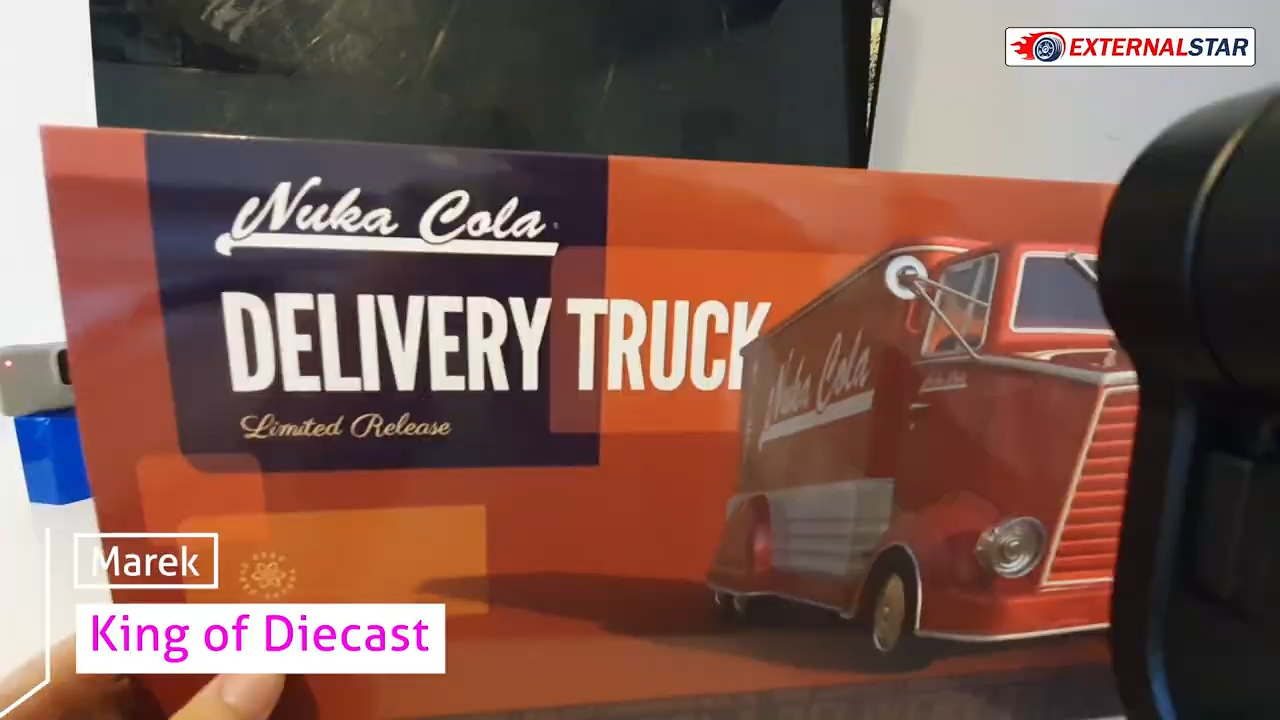 EXTERNALSTAR
Nuka Cola
DELIVERY TRUCK
Limited Release
Nuka Cola
Marek
King of Diecast